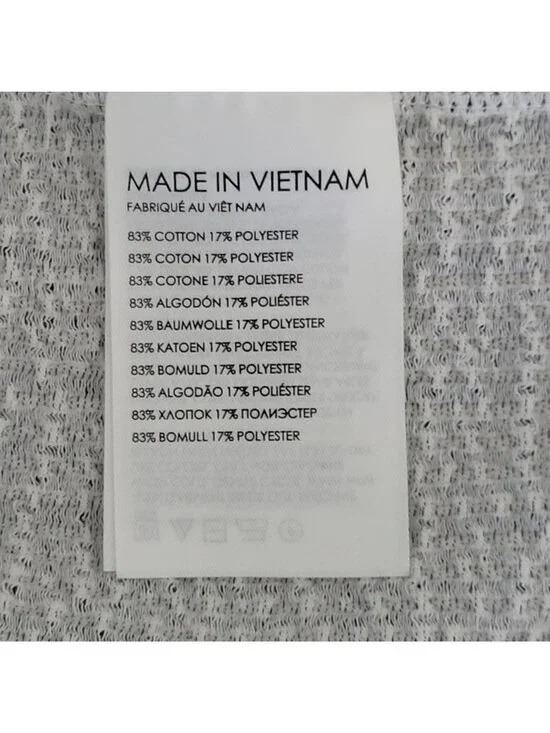 MADE IN VIETNAM
FABRIQUÉ AU VIÊT NAM
83% COTTON 17% POLYESTER
83% COTON 17% POLYESTER
83% COTONE 17% POLIESTERE
83% ALGODÓN 17% POLIÉSTER
83% BAUMWOLLE 17% POLYESTER
83% KATOEN 17% POLYESTER
83% BOMULD 17% POLYESTER
83% ALGODÃO 17% POLIÉSTER
83% ХЛОПОК 17% ПОЛИЭСТЕР
83% BOMULL 17% POLYESTER